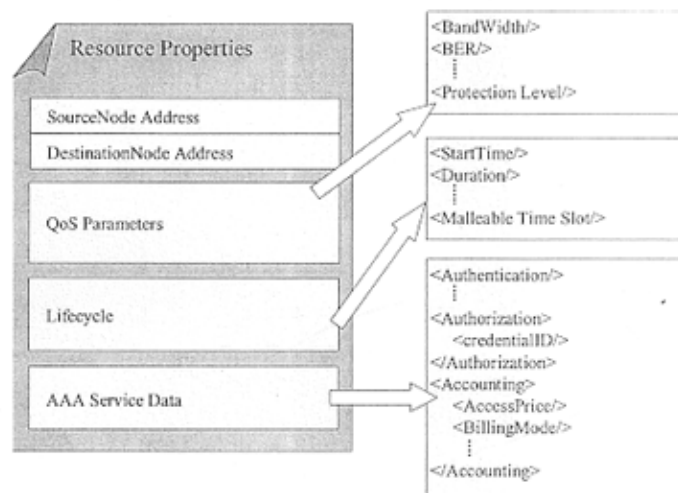 Resource Properties
SourceNode Address
DestinationNode Address
QoS Parameters
Lifecycle
AAA Service Data
<BandWidth/>
<BER/>
<Protection Level/>
<StartTime/>
<Duration/>
<Malleable Time Slot/>
<Authentication/>
<Authorization>
<credentialID/>
</Authorization>
<Accounting>
<AccessPrice/>
<BillingMode/>
</Accounting>